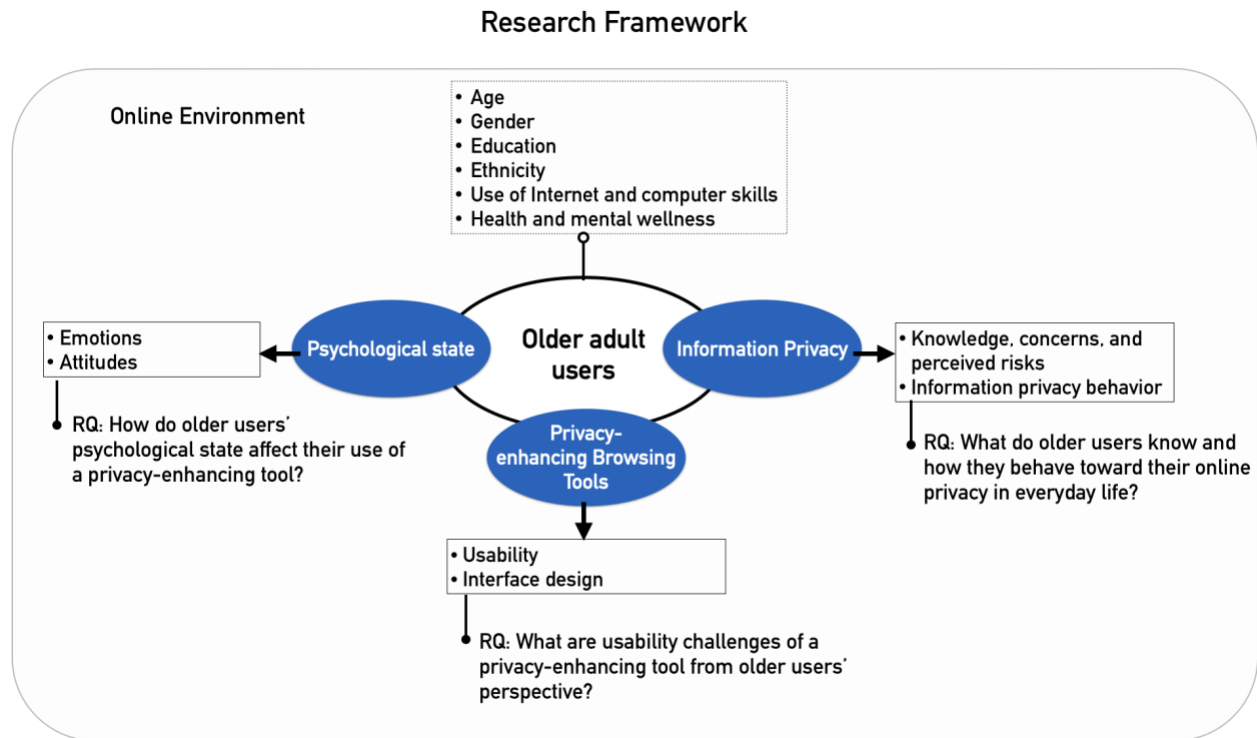 Research Framework
Online Environment
• Age
• Gender
• Education
• Ethnicity
• Use of Internet and computer skills
• Health and mental wellness
• Emotions
• Attitudes
Psychological state
Older adult
users
Information Privacy
• Knowledge, concerns, and
perceived risks
• Information privacy behavior
RQ: How do older users’
psychological state affect their use of
a privacy-enhancing tool?
Privacy-
enhancing Browsing
Tools
RQ: What do older users know and
how they behave toward their online
privacy in everyday life?
• Usability
• Interface design
RQ: What are usability challenges of a
privacy-enhancing tool from older users’
perspective?